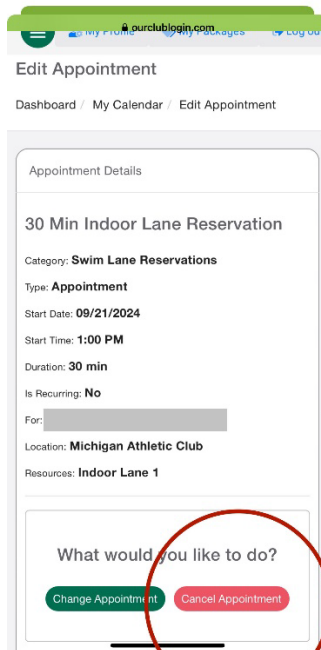 ourclublogin.com
My Profile My Packages Log out
Edit Appointment
Dashboard / My Calendar / Edit Appointment
Appointment Details
30 Min Indoor Lane Reservation
Category: Swim Lane Reservations
Type: Appointment
Start Date: 09/21/2024
Start Time: 1:00 PM
Duration: 30 min
Is Recurring: No
For:
Location: Michigan Athletic Club
Resources: Indoor Lane 1
What would you like to do?
Change Appointment Cancel Appointment